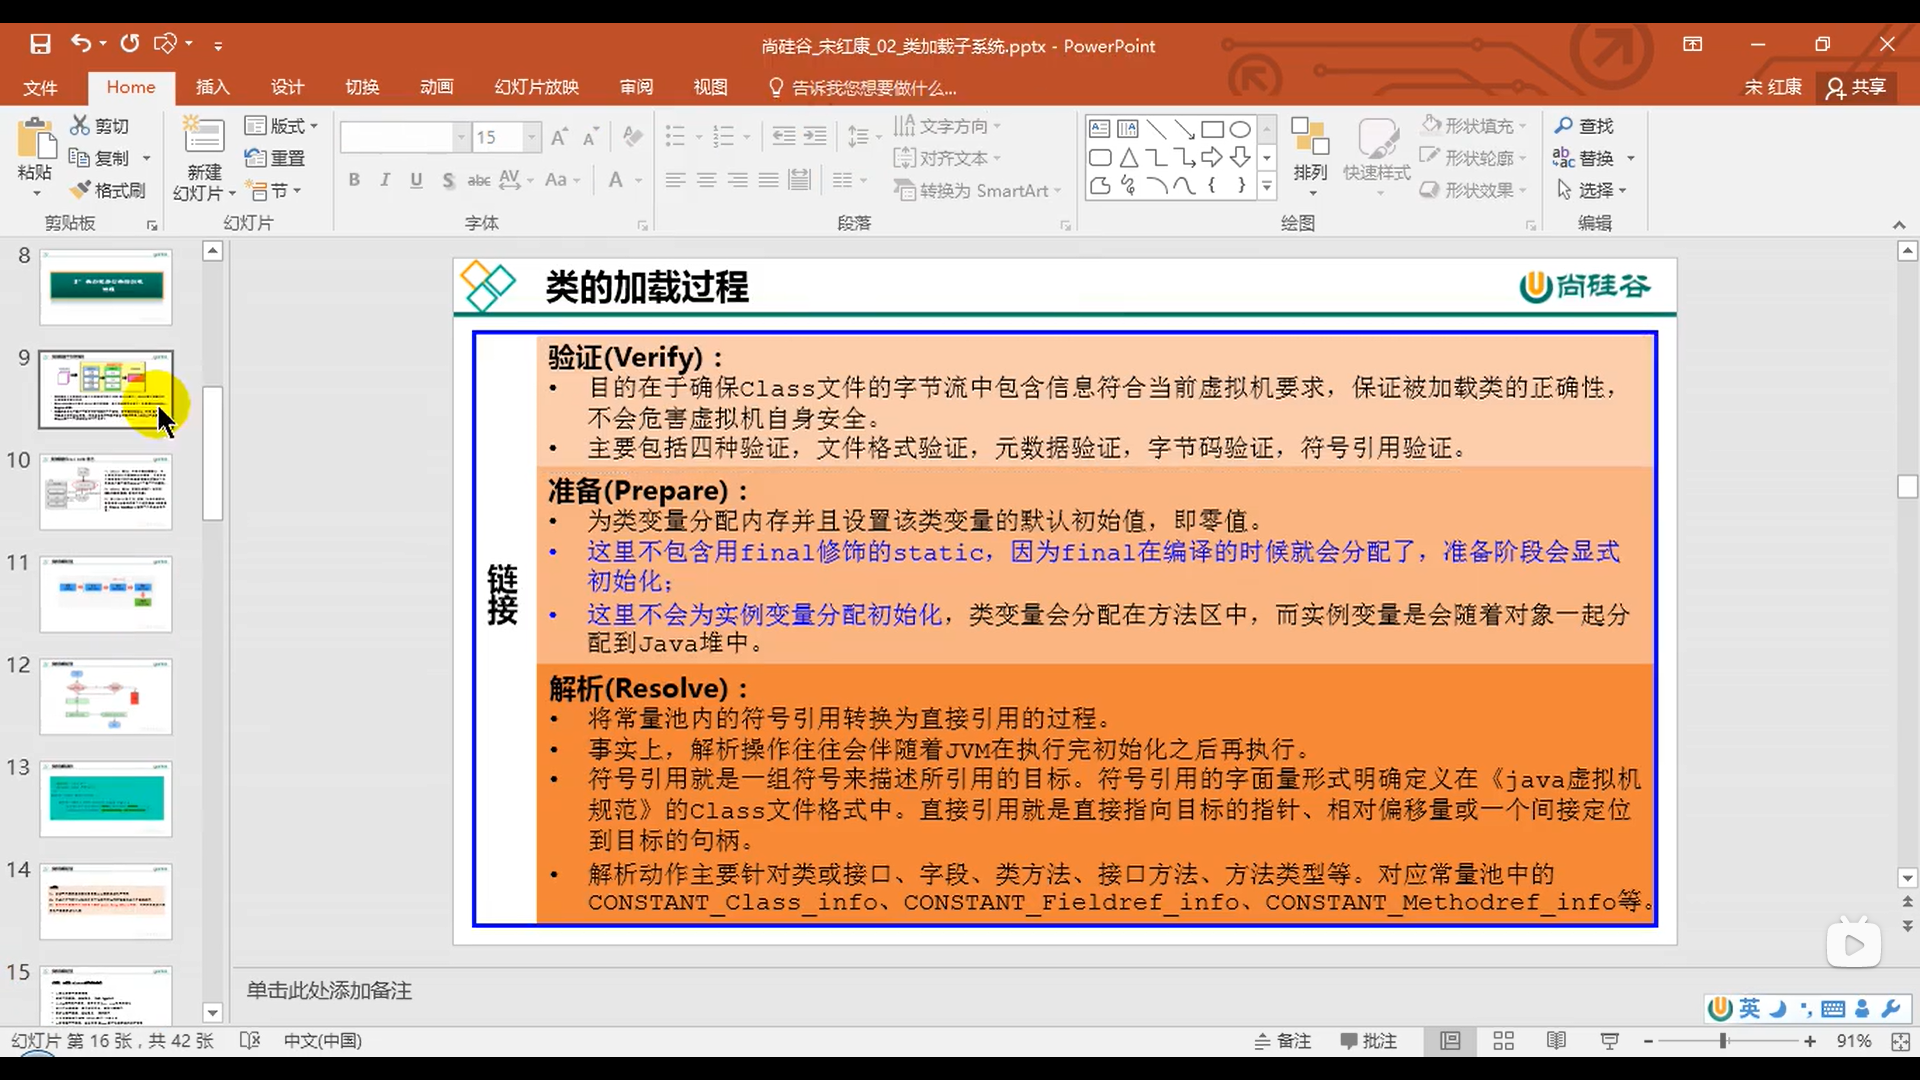 尚硅谷_宋红康_02_类加载子系统.pptx - PowerPoint
文件 Home 插入 设计 切换 动画 幻灯片放映 审阅 视图 告诉我您想要做什么... 宋 红康 共享
粘贴 剪切 复制 格式刷 剪贴板
新建 幻灯片 版式 重置 节 幻灯片
15
B I U S abc AV Aa A 字体
文字方向 对齐文本 转换为 SmartArt 段落
排列 快速样式 形状填充 形状轮廓 形状效果 绘图
查找 替换 选择 编辑
8
9
10
11
12
13
14
15
类的加载过程
尚硅谷
链接
验证(Verify)：
• 目的在于确保Class文件的字节流中包含信息符合当前虚拟机要求，保证被加载类的正确性，
不会危害虚拟机自身安全。
• 主要包括四种验证，文件格式验证，元数据验证，字节码验证，符号引用验证。
准备(Prepare)：
• 为类变量分配内存并且设置该类变量的默认初始值，即零值。
• 这里不包含用final修饰的static，因为final在编译的时候就会分配了，准备阶段会显式
初始化；
• 这里不会为实例变量分配初始化，类变量会分配在方法区中，而实例变量是会随着对象一起分
配到Java堆中。
解析(Resolve)：
• 将常量池内的符号引用转换为直接引用的过程。
• 事实上，解析操作往往会伴随着JVM在执行完初始化之后再执行。
• 符号引用就是一组符号来描述所引用的目标。符号引用的字面量形式明确定义在《java虚拟机
规范》的Class文件格式中。直接引用就是直接指向目标的指针、相对偏移量或一个间接定位
到目标的句柄。
• 解析动作主要针对类或接口、字段、类方法、接口方法、方法类型等。对应常量池中的
CONSTANT_Class_info、CONSTANT_Fieldref_info、CONSTANT_Methodref_info等。
单击此处添加备注
英
幻灯片 第 16 张，共 42 张 中文(中国) 备注 批注 91%